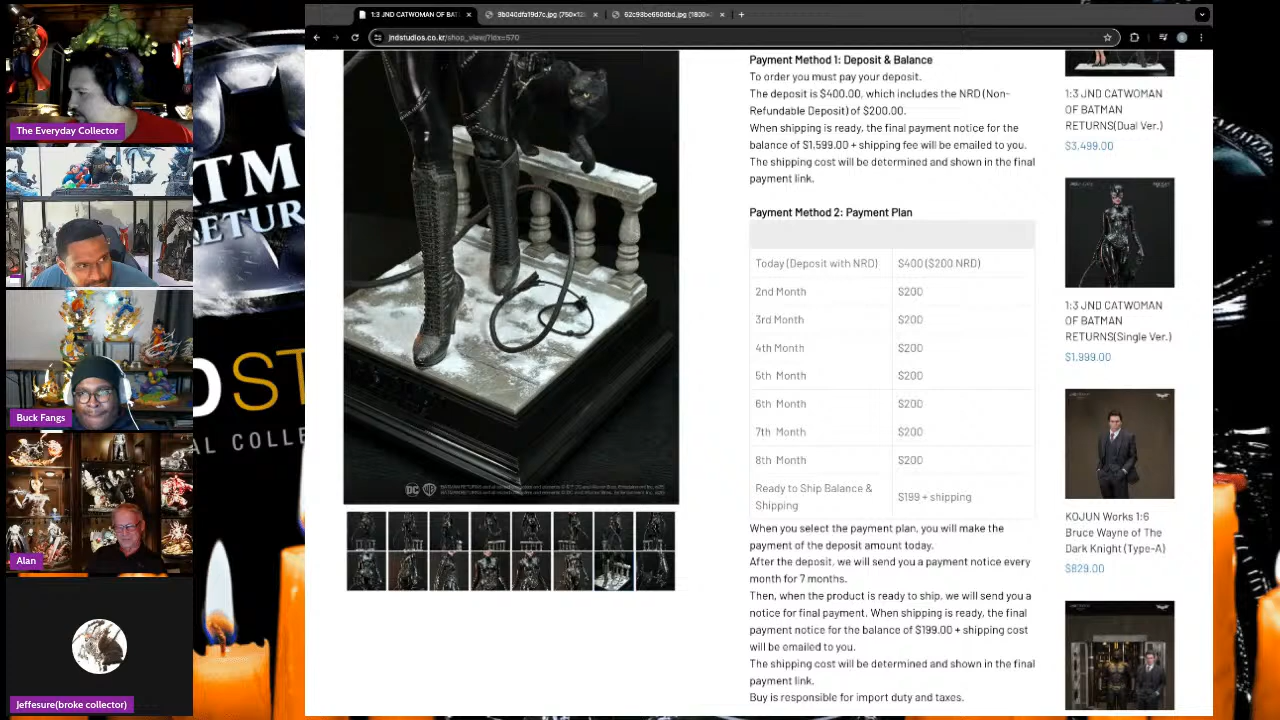 The Everyday Collector
Buck Fangs
Alan
Jeffesure(broke collector)
1:3 JND CATWOMAN OF BAT
jndstudios.co.kr/shop_view/?idx=570
Payment Method 1: Deposit & Balance
To order you must pay your deposit.
The deposit is $400.00, which includes the NRD (Non-
Refundable Deposit) of $200.00.
When shipping is ready, the final payment notice for the
balance of $1,599.00 + shipping fee will be emailed to you.
The shipping cost will be determined and shown in the final
payment link.
Payment Method 2: Payment Plan
Today (Deposit with NRD) $400 ($200 NRD)
2nd Month $200
3rd Month $200
4th Month $200
5th Month $200
6th Month $200
7th Month $200
8th Month $200
Ready to Ship Balance &
Shipping $199 + shipping
When you select the payment plan, you will make the
payment of the deposit amount today.
After the deposit, we will send you a payment notice every
month for 7 months.
Then, when the product is ready to ship, we will send you a
notice for final payment. When shipping is ready, the final
payment notice for the balance of $199.00 + shipping cost
will be emailed to you.
The shipping cost will be determined and shown in the final
payment link.
Buy is responsible for import duty and taxes.
1:3 JND CATWOMAN
OF BATMAN
RETURNS(Dual Ver.)
$3,499.00
1:3 JND CATWOMAN
OF BATMAN
RETURNS(Single Ver.)
$1,999.00
KOJUN Works 1:6
Bruce Wayne of The
Dark Knight (Type-A)
$829.00
DC
TM
ETUR
ST
AL COLLE